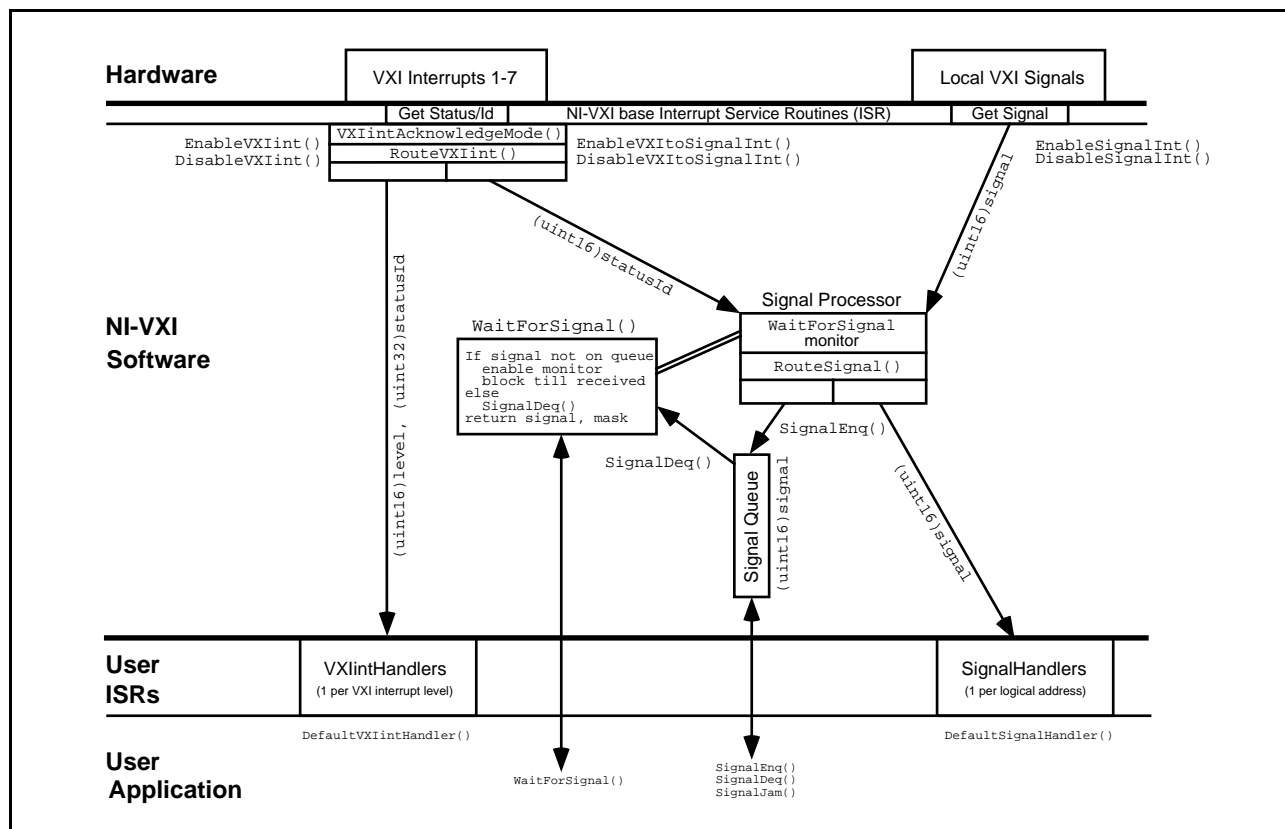 Hardware
VXI Interrupts 1-7
Local VXI Signals
Get Status/Id
NI-VXI base Interrupt Service Routines (ISR)
Get Signal
EnableVXIint()
DisableVXIint()
VXIintAcknowledgeMode()
RouteVXIint()
EnableVXItoSignalInt()
DisableVXItoSignalInt()
EnableSignalInt()
DisableSignalInt()
(uint16)signal
(uint16)statusId
(uint16)level, (uint32)statusId
NI-VXI
Software
Signal Processor
WaitForSignal
monitor
RouteSignal()
WaitForSignal()
If signal not on queue
enable monitor
block till received
else
SignalDeq()
return signal, mask
SignalEnq()
SignalDeq()
Signal Queue
(uint16)signal
(uint16)signal
User
ISRs
VXIintHandlers
(1 per VXI interrupt level)
SignalHandlers
(1 per logical address)
DefaultVXIintHandler()
DefaultSignalHandler()
User
Application
WaitForSignal()
SignalEnq()
SignalDeq()
SignalJam()